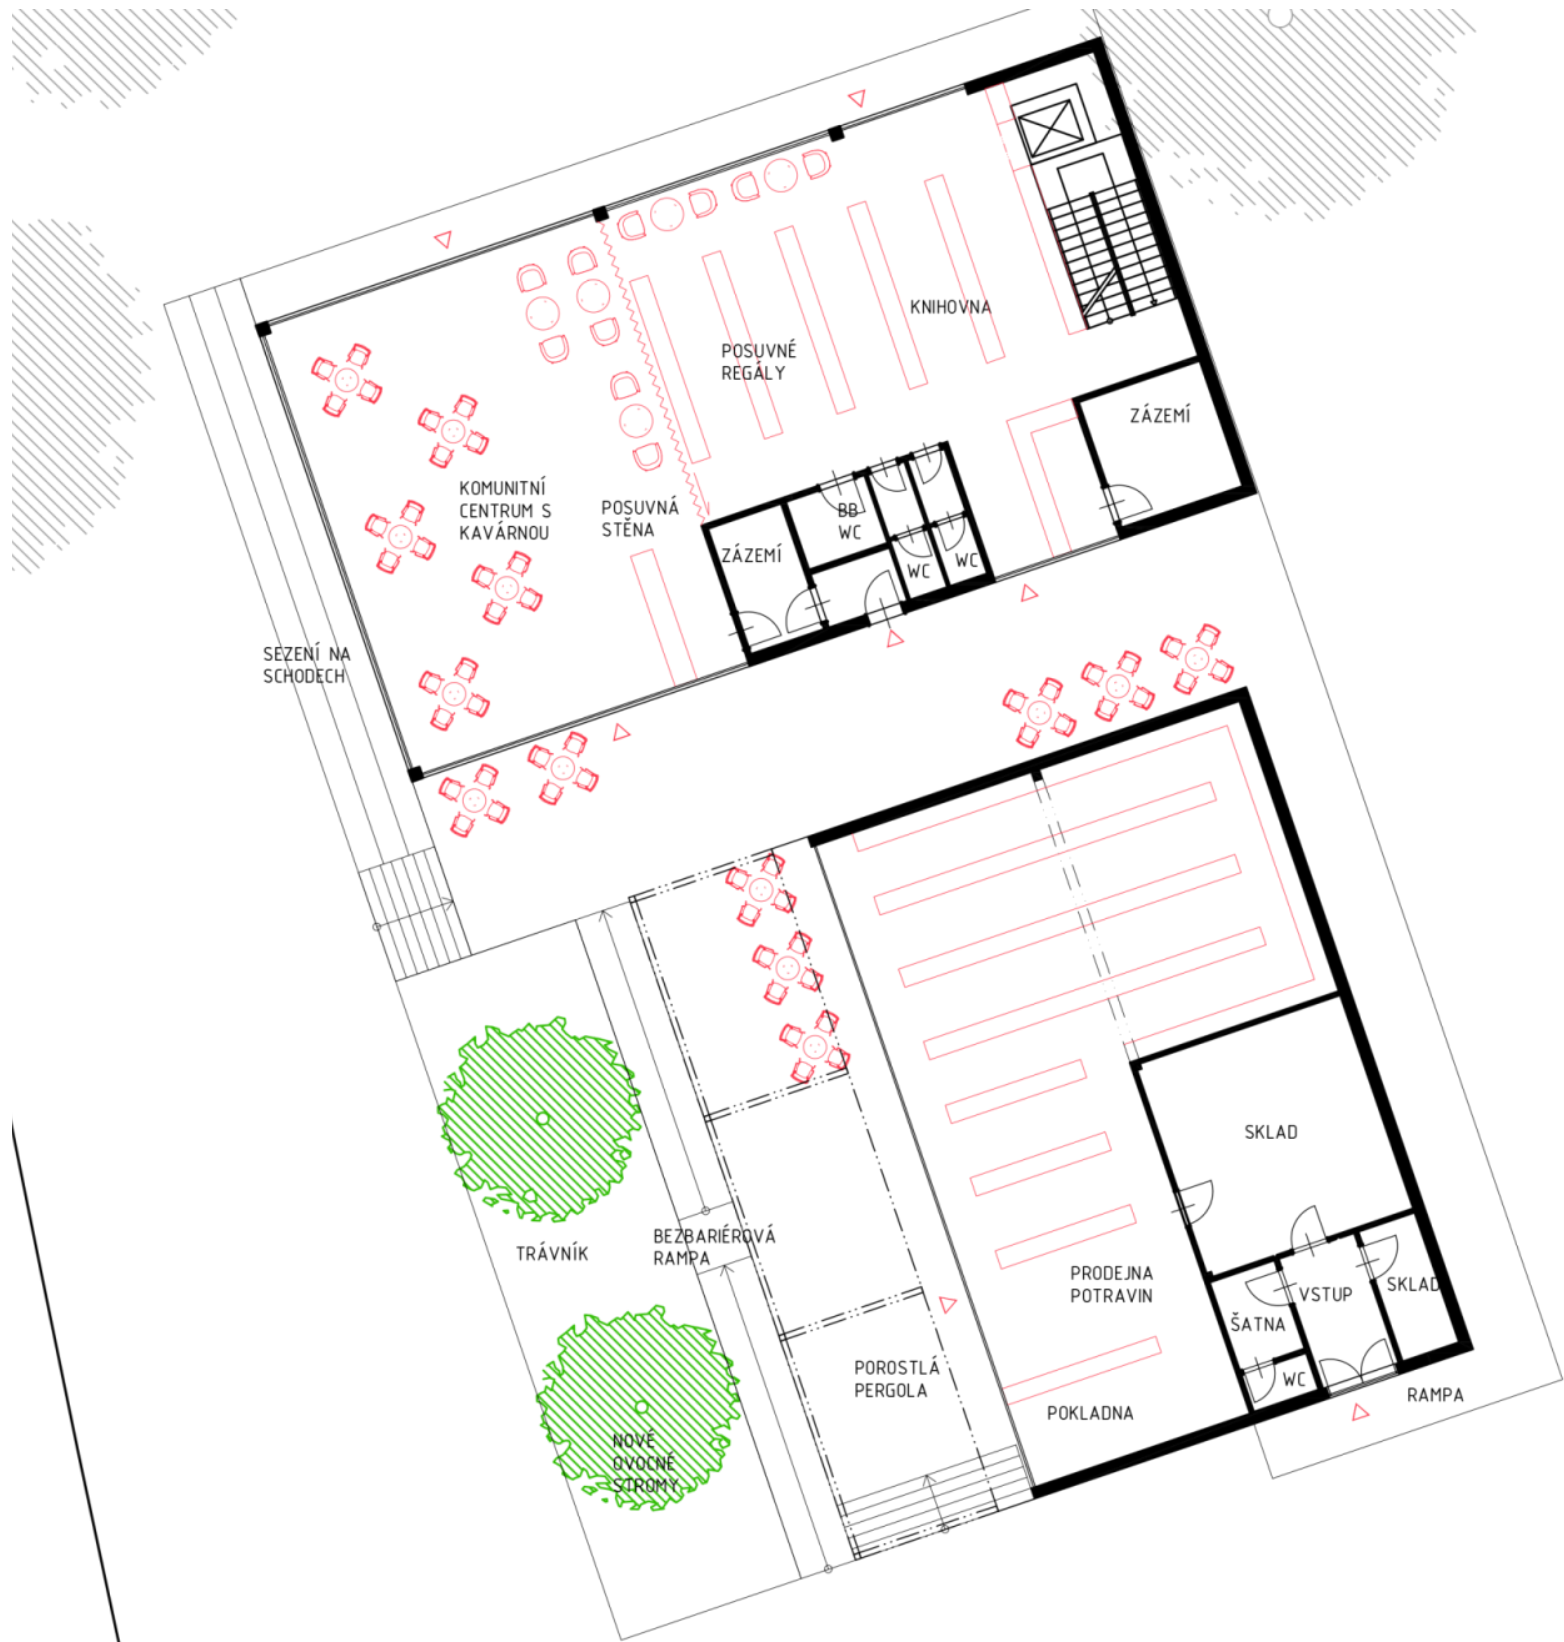 KNIHOVNA
POSUVNÉ
REGÁLY
ZÁZEMÍ
KOMUNITNÍ
CENTRUM S
KAVÁRNOU
POSUVNÁ
STĚNA
BB
WC
ZÁZEMÍ
WC
WC
SEZENÍ NA
SCHODECH
SKLAD
BEZBARIÉROVÁ
RAMPA
TRÁVNÍK
PRODEJNA
POTRAVIN
VSTUP
SKLAD
ŠATNA
POROSTLÁ
PERGOLA
WC
RAMPA
POKLADNA
NOVÉ
OVOCNÉ
STROMY